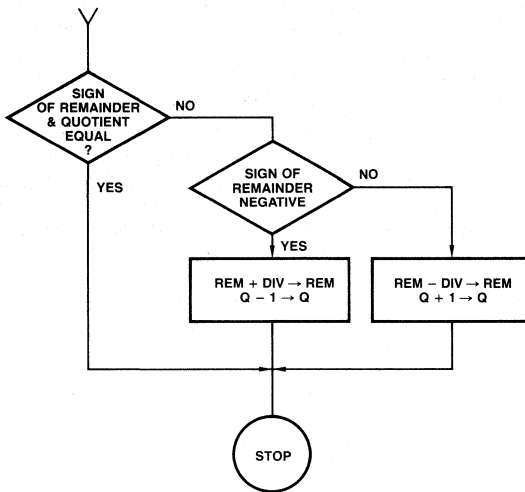 SIGN
OF REMAINDER
& QUOTIENT
EQUAL
?
NO
YES
SIGN OF
REMAINDER
NEGATIVE
NO
YES
REM + DIV → REM
Q − 1 → Q
REM − DIV → REM
Q + 1 → Q
STOP